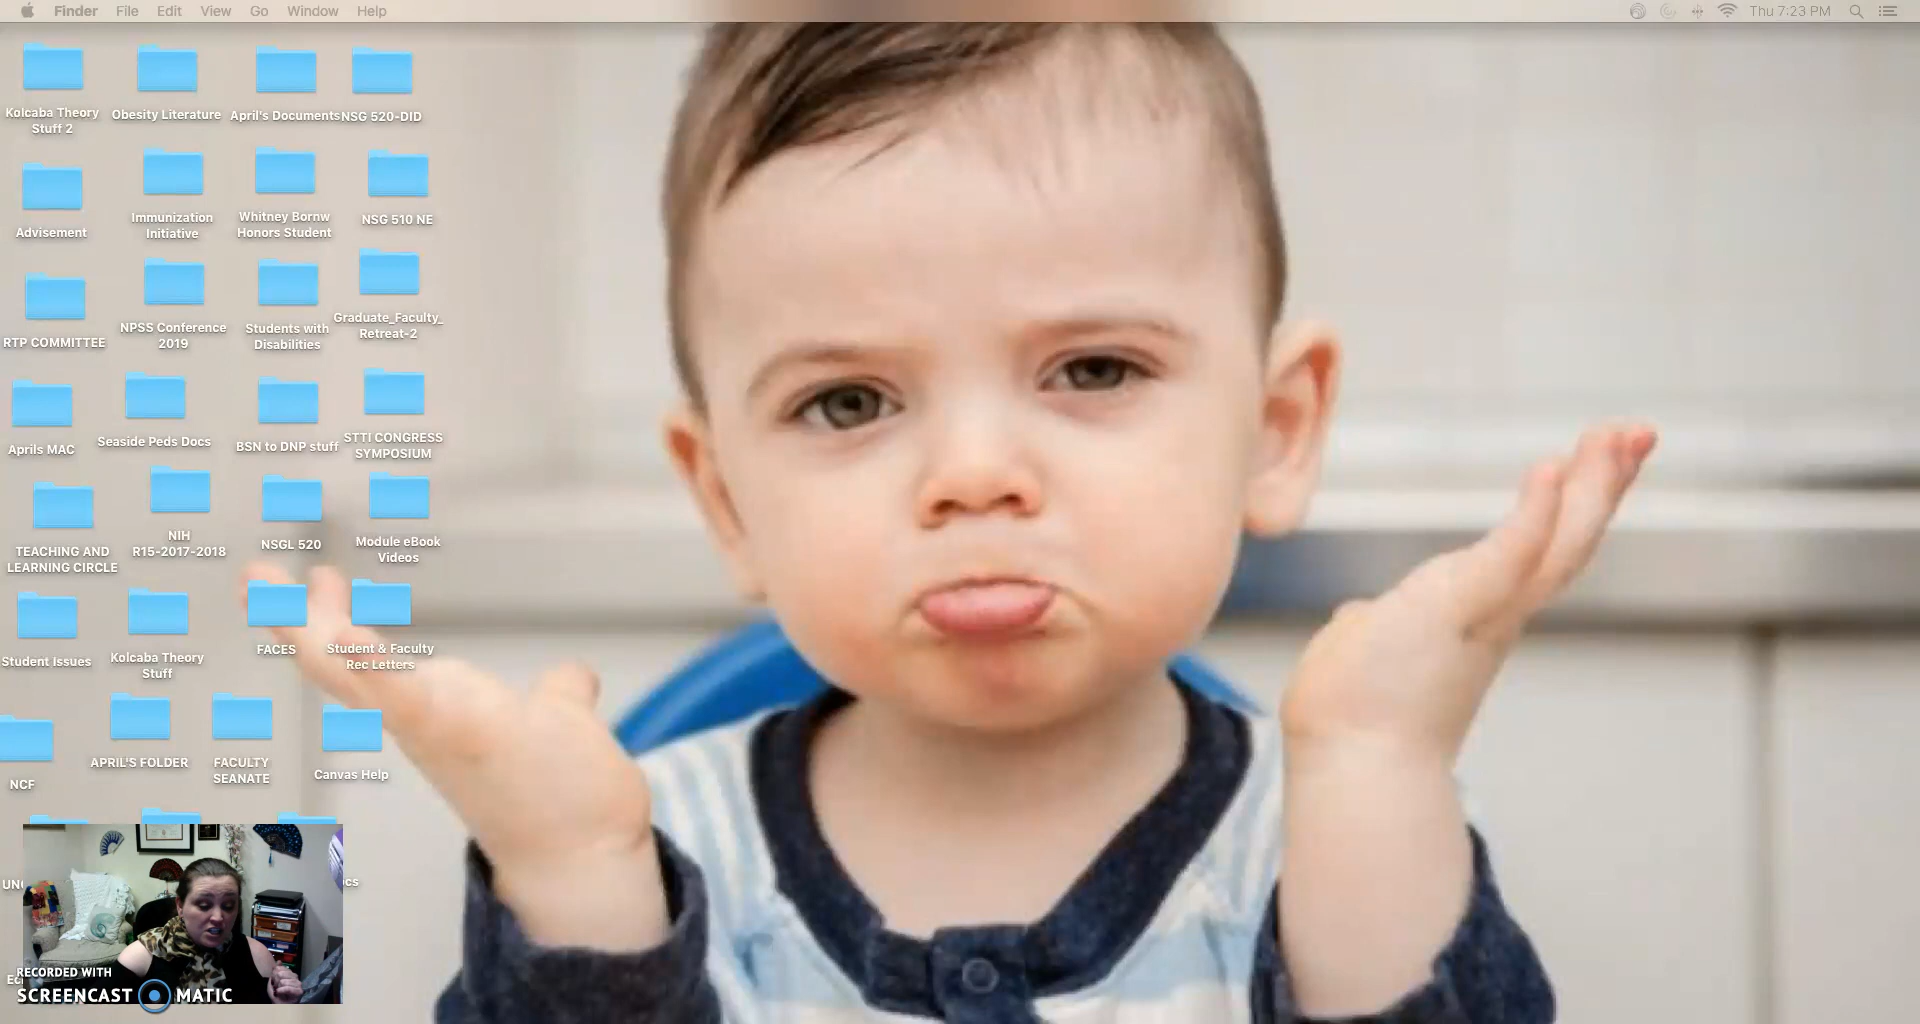 Finder File Edit View Go Window Help
Thu 7:23 PM
Kolcaba Theory
Stuff 2
Obesity Literature
April's Documents
NSG 520-DID
Advisement
Immunization
Initiative
Whitney Bornw
Honors Student
NSG 510 NE
RTP COMMITTEE
NPSS Conference
2019
Students with
Disabilities
Graduate_Faculty_
Retreat-2
Aprils MAC
Seaside Peds Docs
BSN to DNP stuff
STTI CONGRESS
SYMPOSIUM
TEACHING AND
LEARNING CIRCLE
NIH
R15-2017-2018
NSGL 520
Module eBook
Videos
Student Issues
Kolcaba Theory
Stuff
FACES
Student & Faculty
Rec Letters
NCF
APRIL'S FOLDER
FACULTY
SEANATE
Canvas Help
RECORDED WITH
SCREENCAST MATIC